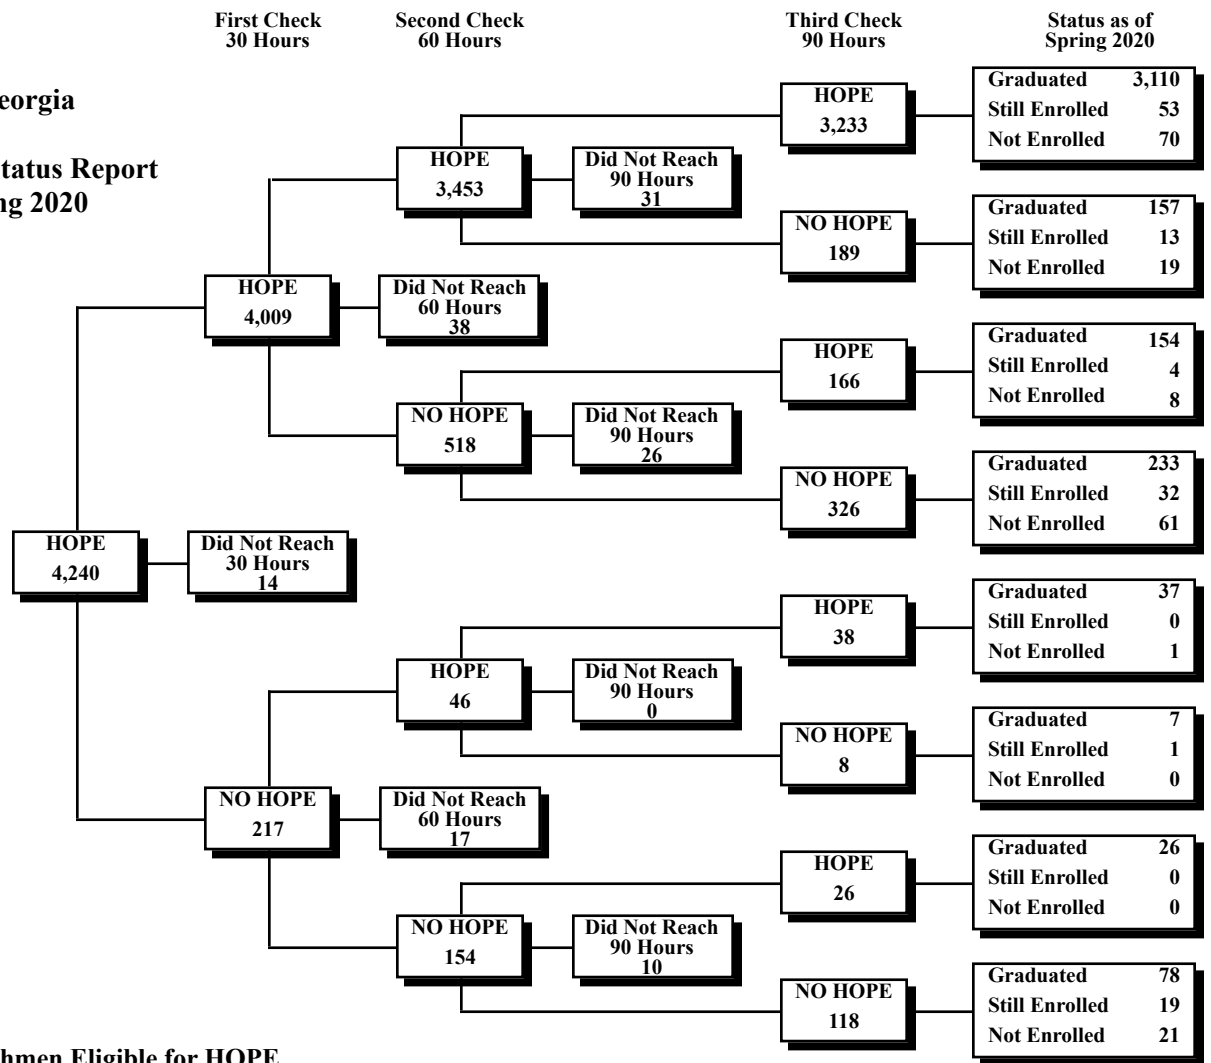 First Check
30 Hours
Second Check
60 Hours
Third Check
90 Hours
Status as of
Spring 2020
eorgia
tatus Report
ng 2020
HOPE
4,240
Did Not Reach
30 Hours
14
HOPE
4,009
Did Not Reach
60 Hours
38
NO HOPE
217
Did Not Reach
60 Hours
17
HOPE
3,453
Did Not Reach
90 Hours
31
NO HOPE
518
Did Not Reach
90 Hours
26
HOPE
46
Did Not Reach
90 Hours
0
NO HOPE
154
Did Not Reach
90 Hours
10
HOPE
3,233
Graduated 3,110
Still Enrolled 53
Not Enrolled 70
NO HOPE
189
Graduated 157
Still Enrolled 13
Not Enrolled 19
HOPE
166
Graduated 154
Still Enrolled 4
Not Enrolled 8
NO HOPE
326
Graduated 233
Still Enrolled 32
Not Enrolled 61
HOPE
38
Graduated 37
Still Enrolled 0
Not Enrolled 1
NO HOPE
8
Graduated 7
Still Enrolled 1
Not Enrolled 0
HOPE
26
Graduated 26
Still Enrolled 0
Not Enrolled 0
NO HOPE
118
Graduated 78
Still Enrolled 19
Not Enrolled 21
hmen Eligible for HOPE